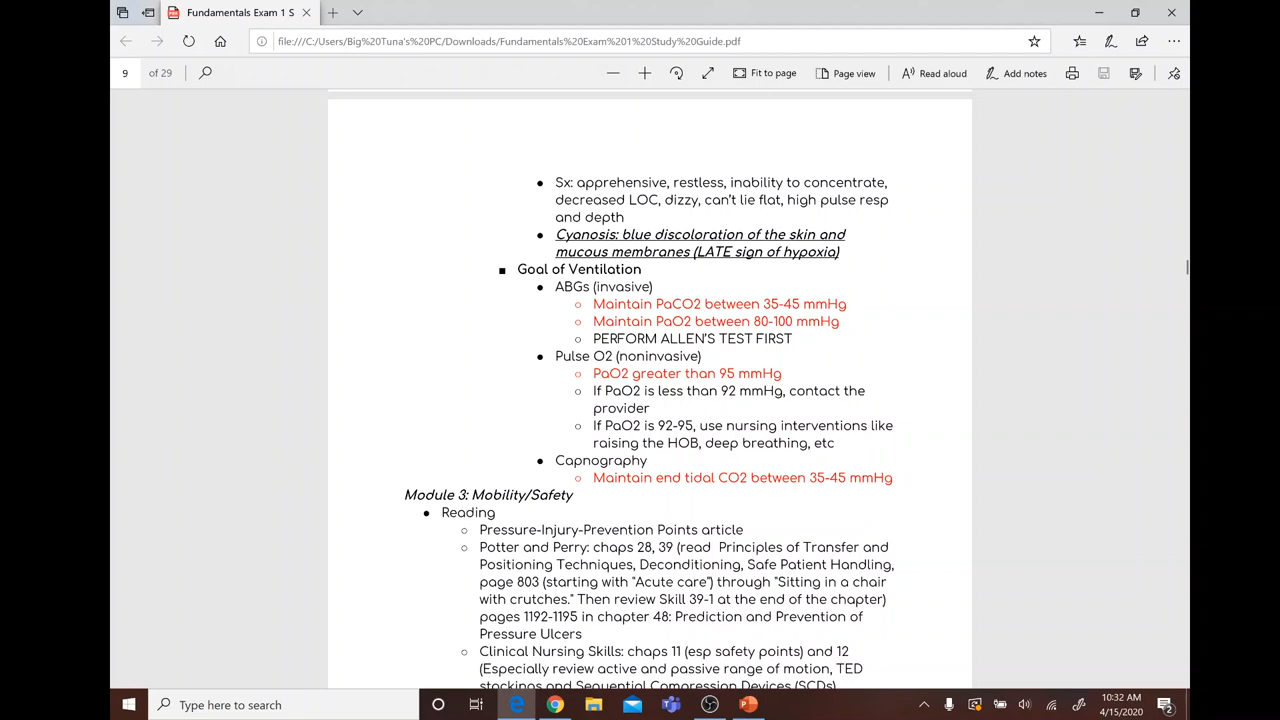 Fundamentals Exam 1 S
file:///C:/Users/Big%20Tuna's%20PC/Downloads/Fundamentals%20Exam%201%20Study%20Guide.pdf
9 of 29
Fit to page
Page view
Read aloud
Add notes
• Sx: apprehensive, restless, inability to concentrate,
decreased LOC, dizzy, can't lie flat, high pulse resp
and depth
• Cyanosis: blue discoloration of the skin and
mucous membranes (LATE sign of hypoxia)
■ Goal of Ventilation
• ABGs (invasive)
○ Maintain PaCO2 between 35-45 mmHg
○ Maintain PaO2 between 80-100 mmHg
○ PERFORM ALLEN'S TEST FIRST
• Pulse O2 (noninvasive)
○ PaO2 greater than 95 mmHg
○ If PaO2 is less than 92 mmHg, contact the
provider
○ If PaO2 is 92-95, use nursing interventions like
raising the HOB, deep breathing, etc
• Capnography
○ Maintain end tidal CO2 between 35-45 mmHg
Module 3: Mobility/Safety
• Reading
○ Pressure-Injury-Prevention Points article
○ Potter and Perry: chaps 28, 39 (read Principles of Transfer and
Positioning Techniques, Deconditioning, Safe Patient Handling,
page 803 (starting with "Acute care") through "Sitting in a chair
with crutches." Then review Skill 39-1 at the end of the chapter)
pages 1192-1195 in chapter 48: Prediction and Prevention of
Pressure Ulcers
○ Clinical Nursing Skills: chaps 11 (esp safety points) and 12
(Especially review active and passive range of motion, TED
stockings and Sequential Compression Devices (SCDs)
Type here to search
10:32 AM
4/15/2020
2